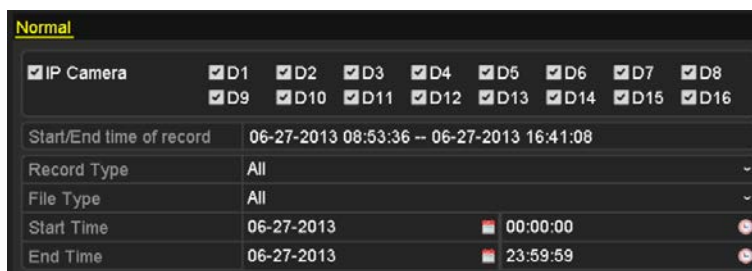 Normal
IP Camera D1 D2 D3 D4 D5 D6 D7 D8
D9 D10 D11 D12 D13 D14 D15 D16
Start/End time of record 06-27-2013 08:53:36 -- 06-27-2013 16:41:08
Record Type All
File Type All
Start Time 06-27-2013 00:00:00
End Time 06-27-2013 23:59:59